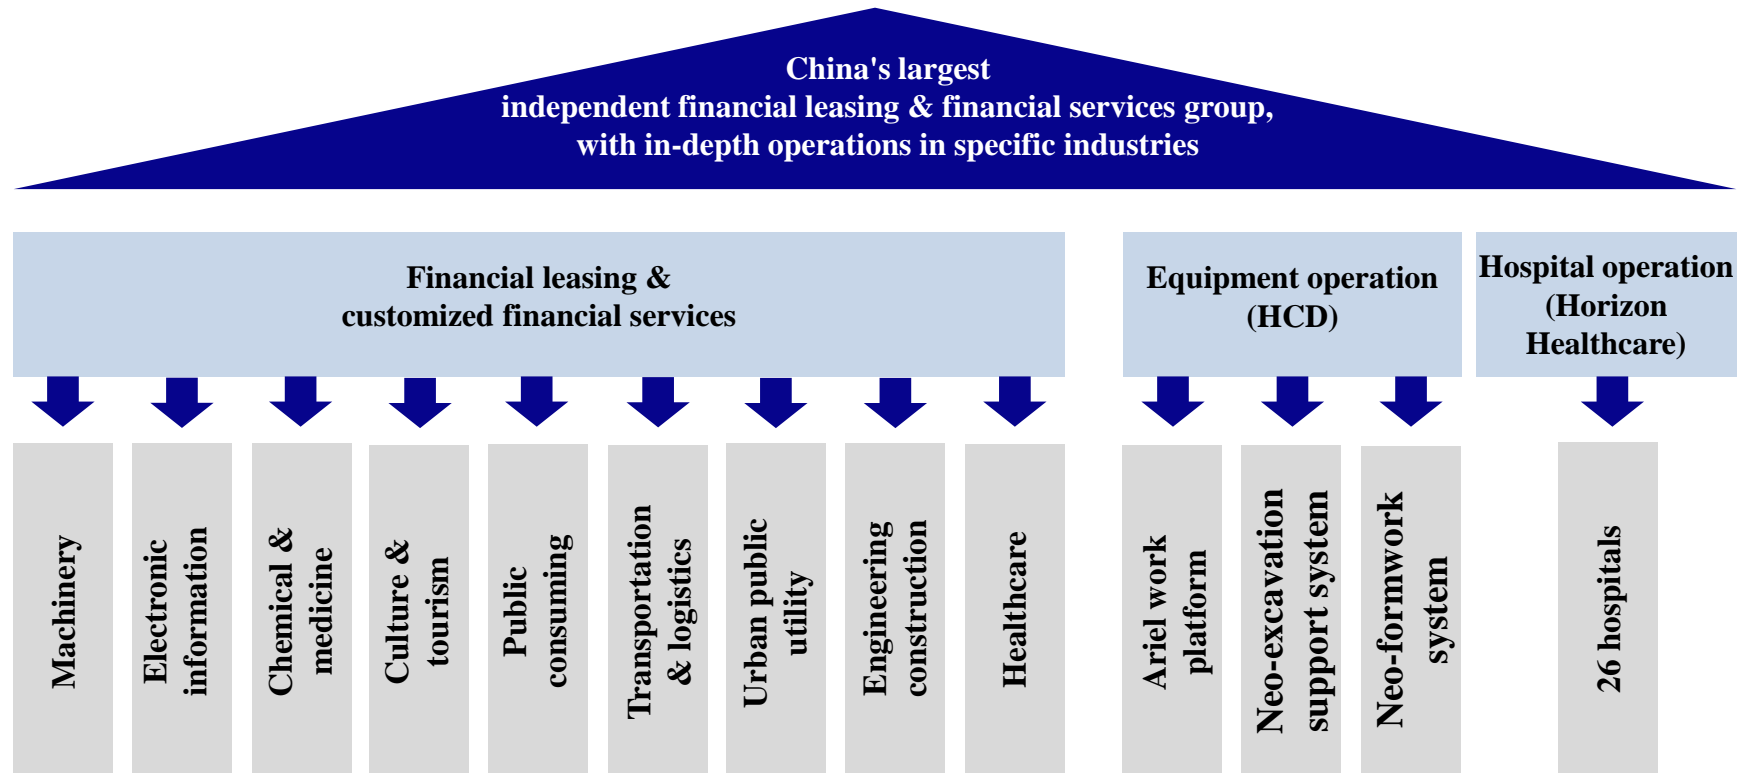 China's largest
independent financial leasing & financial services group,
with in-depth operations in specific industries
Financial leasing &
customized financial services
Equipment operation
(HCD)
Hospital operation
(Horizon
Healthcare)
Machinery
Electronic
information
Chemical &
medicine
Culture &
tourism
Public
consuming
Transportation
& logistics
Urban public
utility
Engineering
construction
Healthcare
Ariel work
platform
Neo-excavation
support system
Neo-formwork
system
26 hospitals